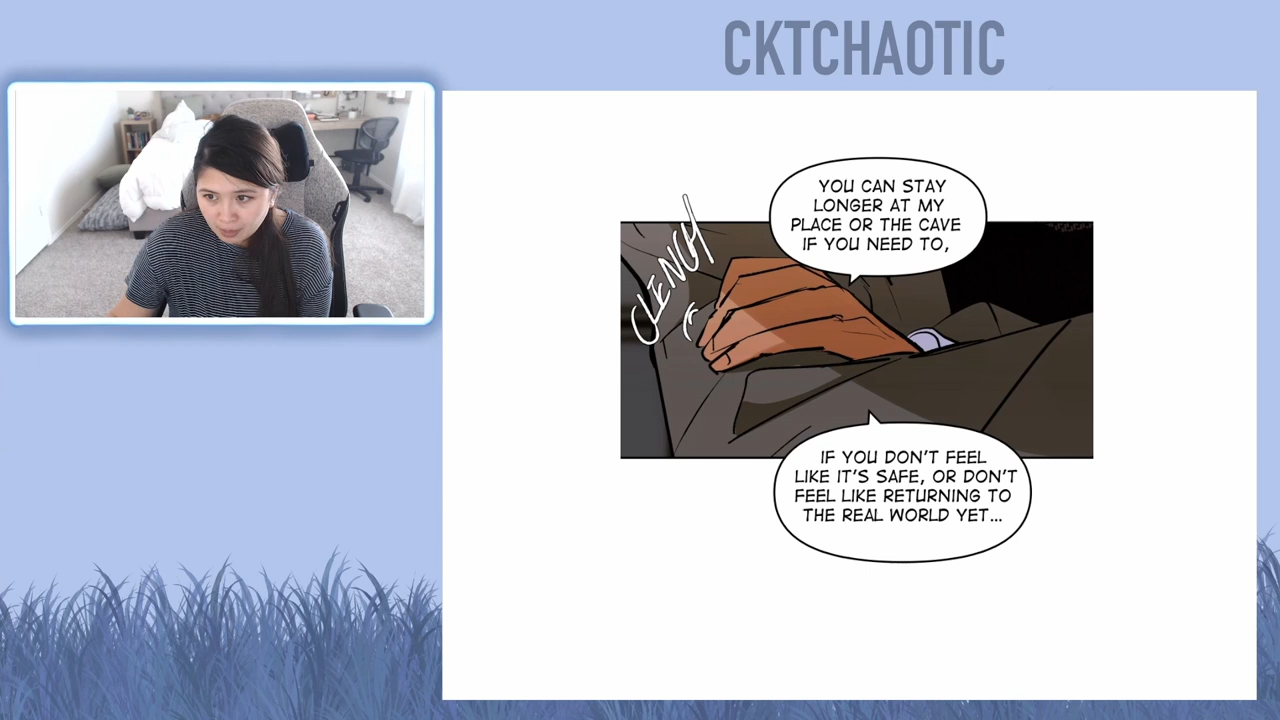 CKTCHAOTIC
YOU CAN STAY
LONGER AT MY
PLACE OR THE CAVE
IF YOU NEED TO,
CLENCH
IF YOU DON'T FEEL
LIKE IT'S SAFE, OR DON'T
FEEL LIKE RETURNING TO
THE REAL WORLD YET...